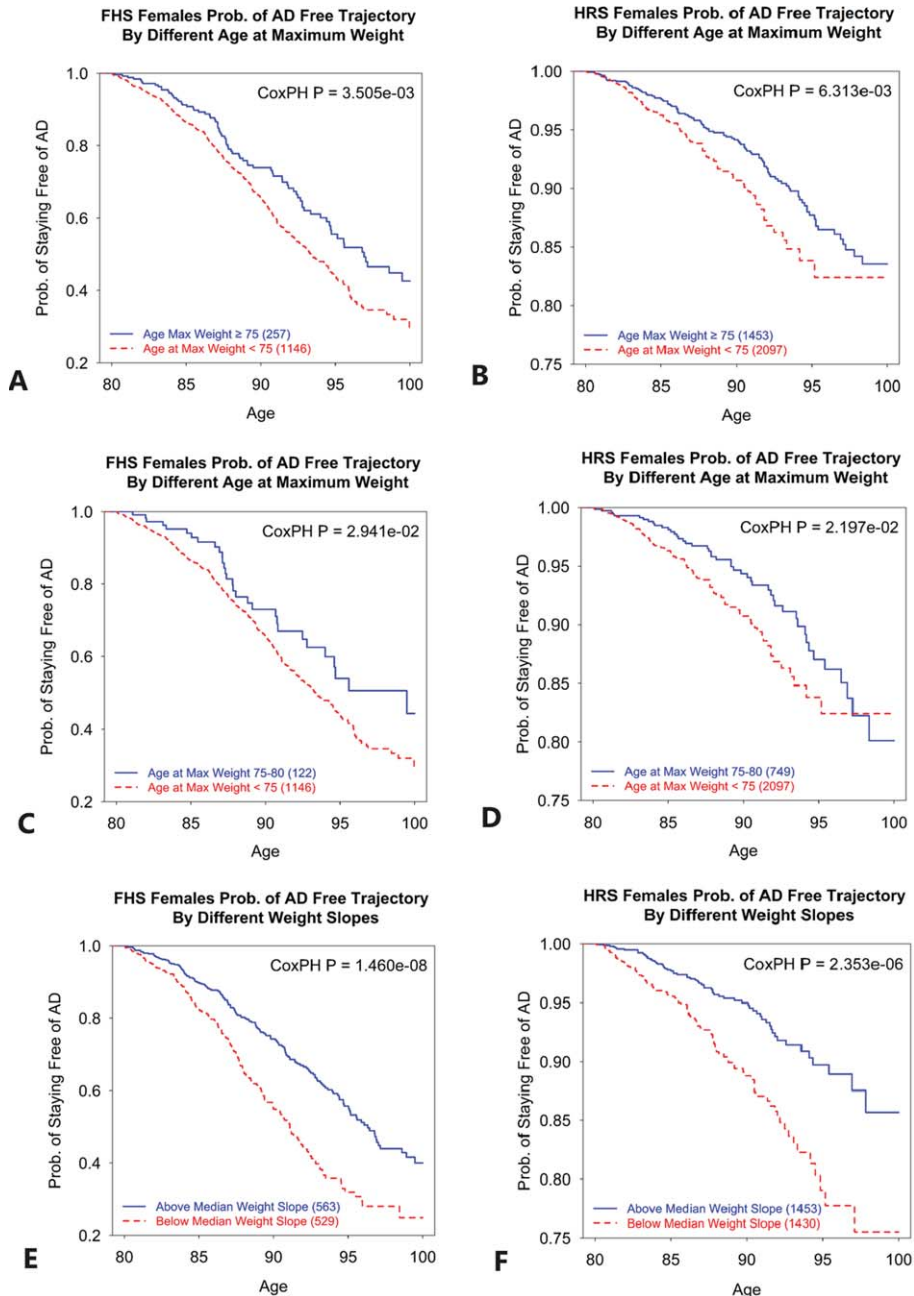 FHS Females Prob. of AD Free Trajectory
By Different Age at Maximum Weight
CoxPH P = 3.505e-03
Prob. of Staying Free of AD
1.0
0.8
0.6
0.4
0.2
Age Max Weight ≥ 75 (257)
Age at Max Weight < 75 (1146)
80 85 90 95 100
Age
A
HRS Females Prob. of AD Free Trajectory
By Different Age at Maximum Weight
CoxPH P = 6.313e-03
Prob. of Staying Free of AD
1.00
0.95
0.90
0.85
0.80
0.75
Age Max Weight ≥ 75 (1453)
Age at Max Weight < 75 (2097)
80 85 90 95 100
Age
B
FHS Females Prob. of AD Free Trajectory
By Different Age at Maximum Weight
CoxPH P = 2.941e-02
Prob. of Staying Free of AD
1.0
0.8
0.6
0.4
0.2
Age at Max Weight 75-80 (122)
Age at Max Weight < 75 (1146)
80 85 90 95 100
Age
C
HRS Females Prob. of AD Free Trajectory
By Different Age at Maximum Weight
CoxPH P = 2.197e-02
Prob. of Staying Free of AD
1.00
0.95
0.90
0.85
0.80
0.75
Age at Max Weight 75-80 (749)
Age at Max Weight < 75 (2097)
80 85 90 95 100
Age
D
FHS Females Prob. of AD Free Trajectory
By Different Weight Slopes
CoxPH P = 1.460e-08
Prob. of Staying Free of AD
1.0
0.8
0.6
0.4
0.2
Above Median Weight Slope (563)
Below Median Weight Slope (529)
80 85 90 95 100
Age
E
HRS Females Prob. of AD Free Trajectory
By Different Weight Slopes
CoxPH P = 2.353e-06
Prob. of Staying Free of AD
1.00
0.95
0.90
0.85
0.80
0.75
Above Median Weight Slope (1453)
Below Median Weight Slope (1430)
80 85 90 95 100
Age
F